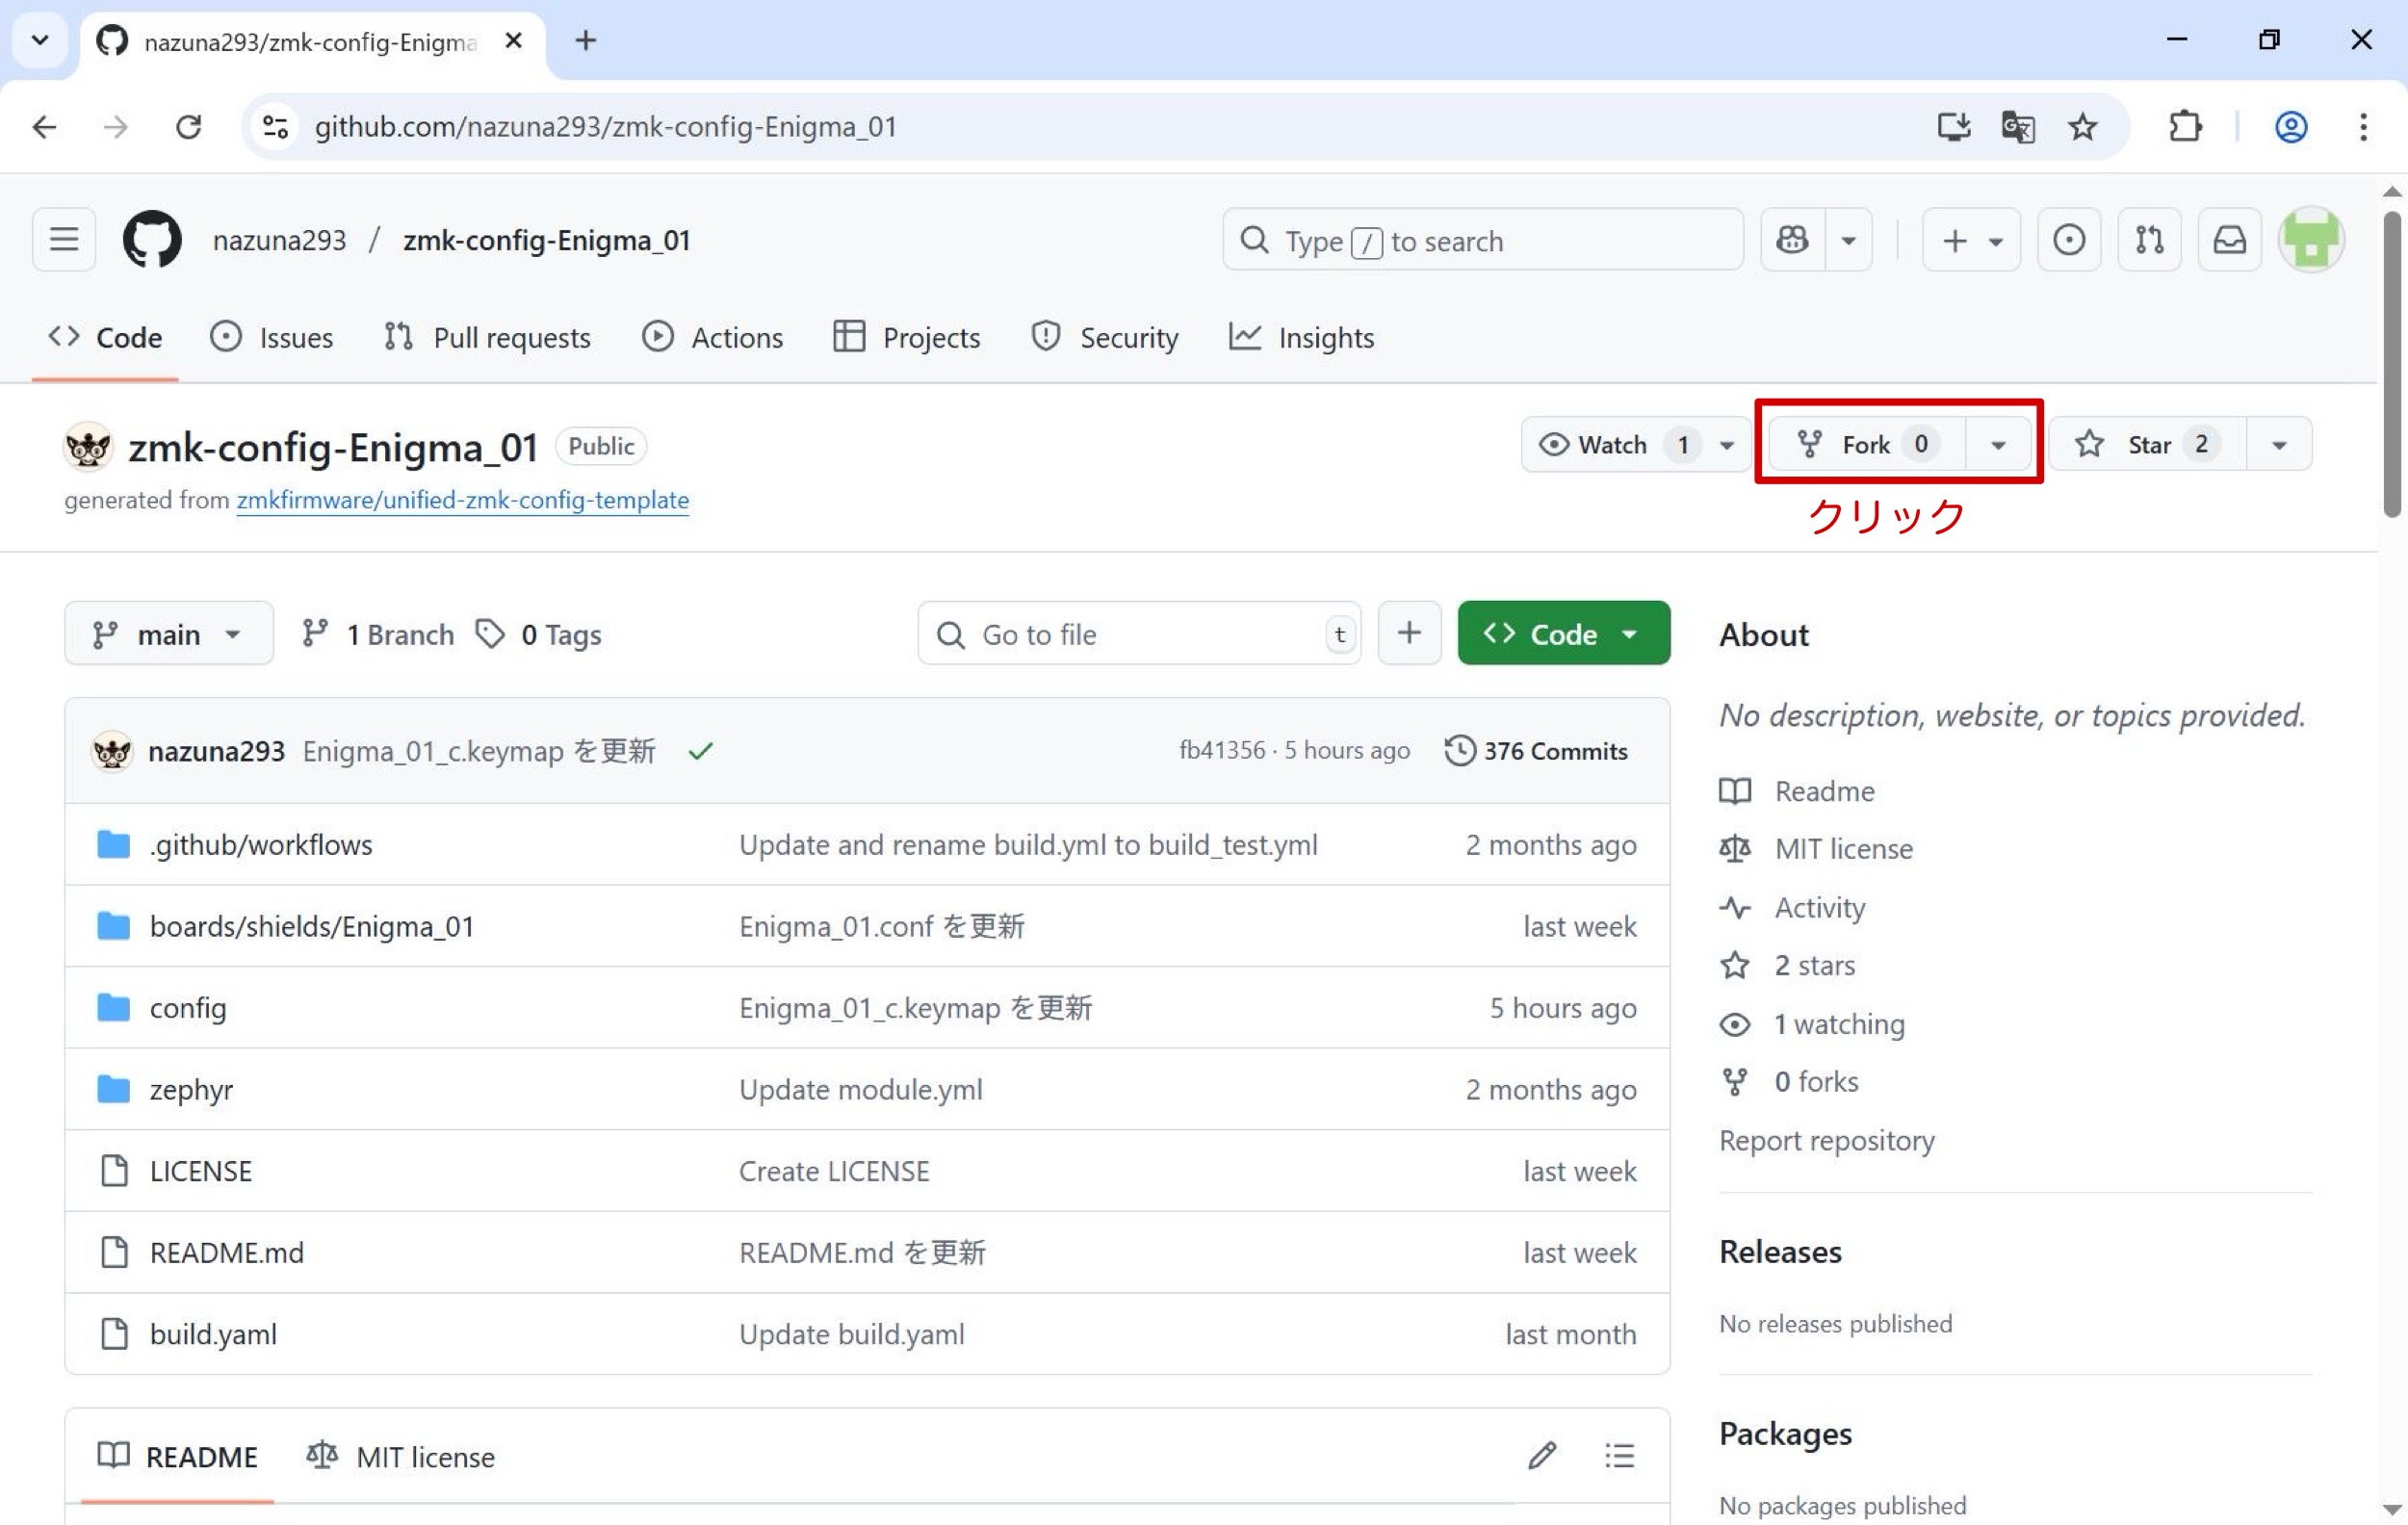 nazuna293/zmk-config-Enigma
github.com/nazuna293/zmk-config-Enigma_01
nazuna293 / zmk-config-Enigma_01
Type / to search
Code
Issues
Pull requests
Actions
Projects
Security
Insights
zmk-config-Enigma_01 Public
Watch 1
Fork 0
Star 2
generated from zmkfirmware/unified-zmk-config-template
クリック
main
1 Branch
0 Tags
Go to file t
Code
nazuna293 Enigma_01_c.keymap を更新
fb41356 · 5 hours ago
376 Commits
.github/workflows Update and rename build.yml to build_test.yml 2 months ago
boards/shields/Enigma_01 Enigma_01.conf を更新 last week
config Enigma_01_c.keymap を更新 5 hours ago
zephyr Update module.yml 2 months ago
LICENSE Create LICENSE last week
README.md README.md を更新 last week
build.yaml Update build.yaml last month
README
MIT license
About
No description, website, or topics provided.
Readme
MIT license
Activity
2 stars
1 watching
0 forks
Report repository
Releases
No releases published
Packages
No packages published